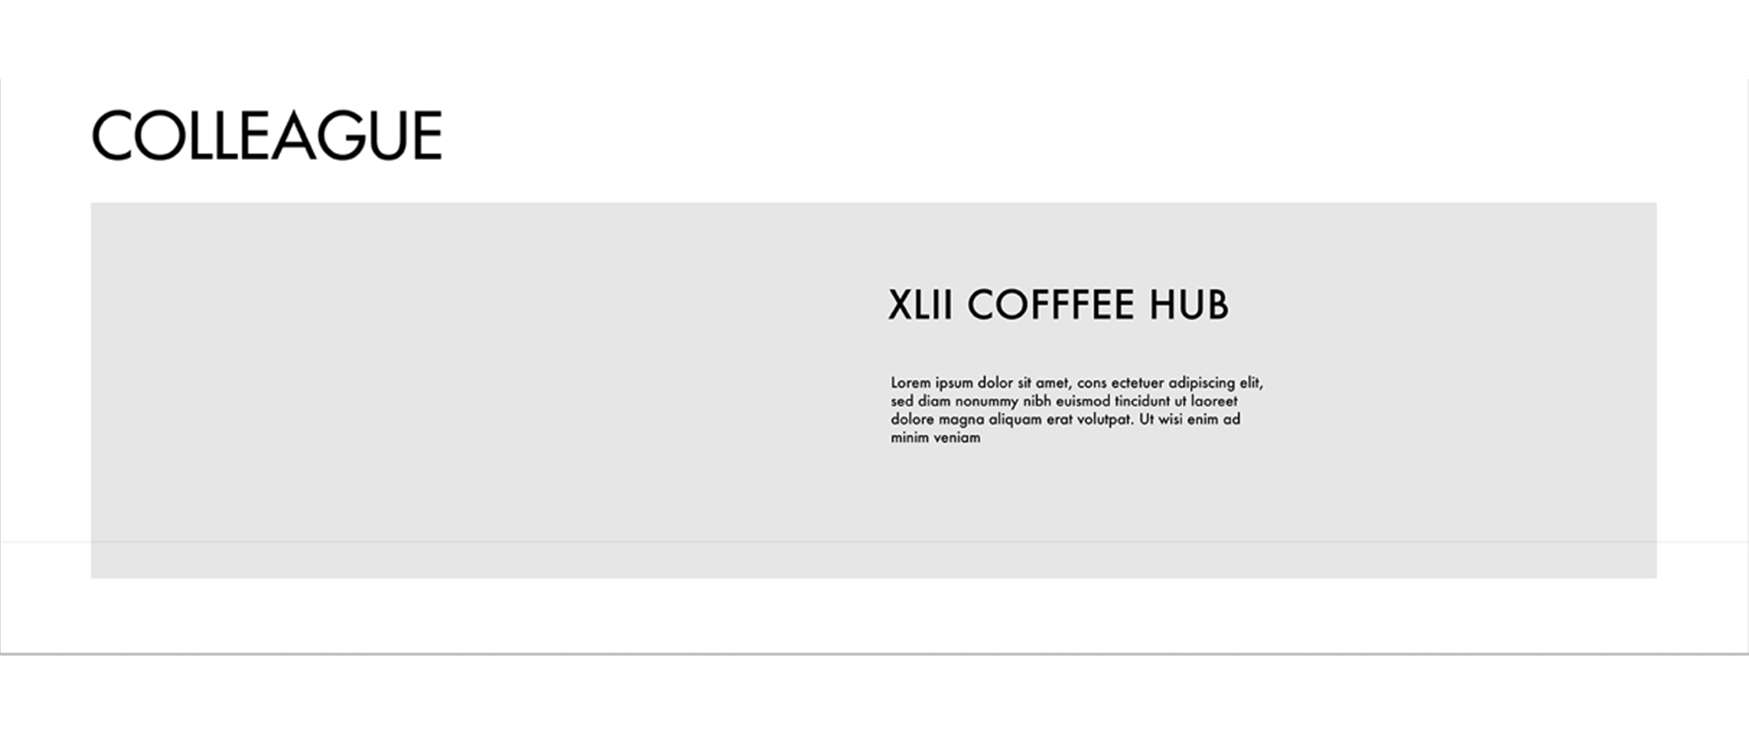 COLLEAGUE
XLII COFFFEE HUB
Lorem ipsum dolor sit amet, cons ectetuer adipiscing elit,
sed diam nonummy nibh euismod tincidunt ut laoreet
dolore magna aliquam erat volutpat. Ut wisi enim ad
minim veniam